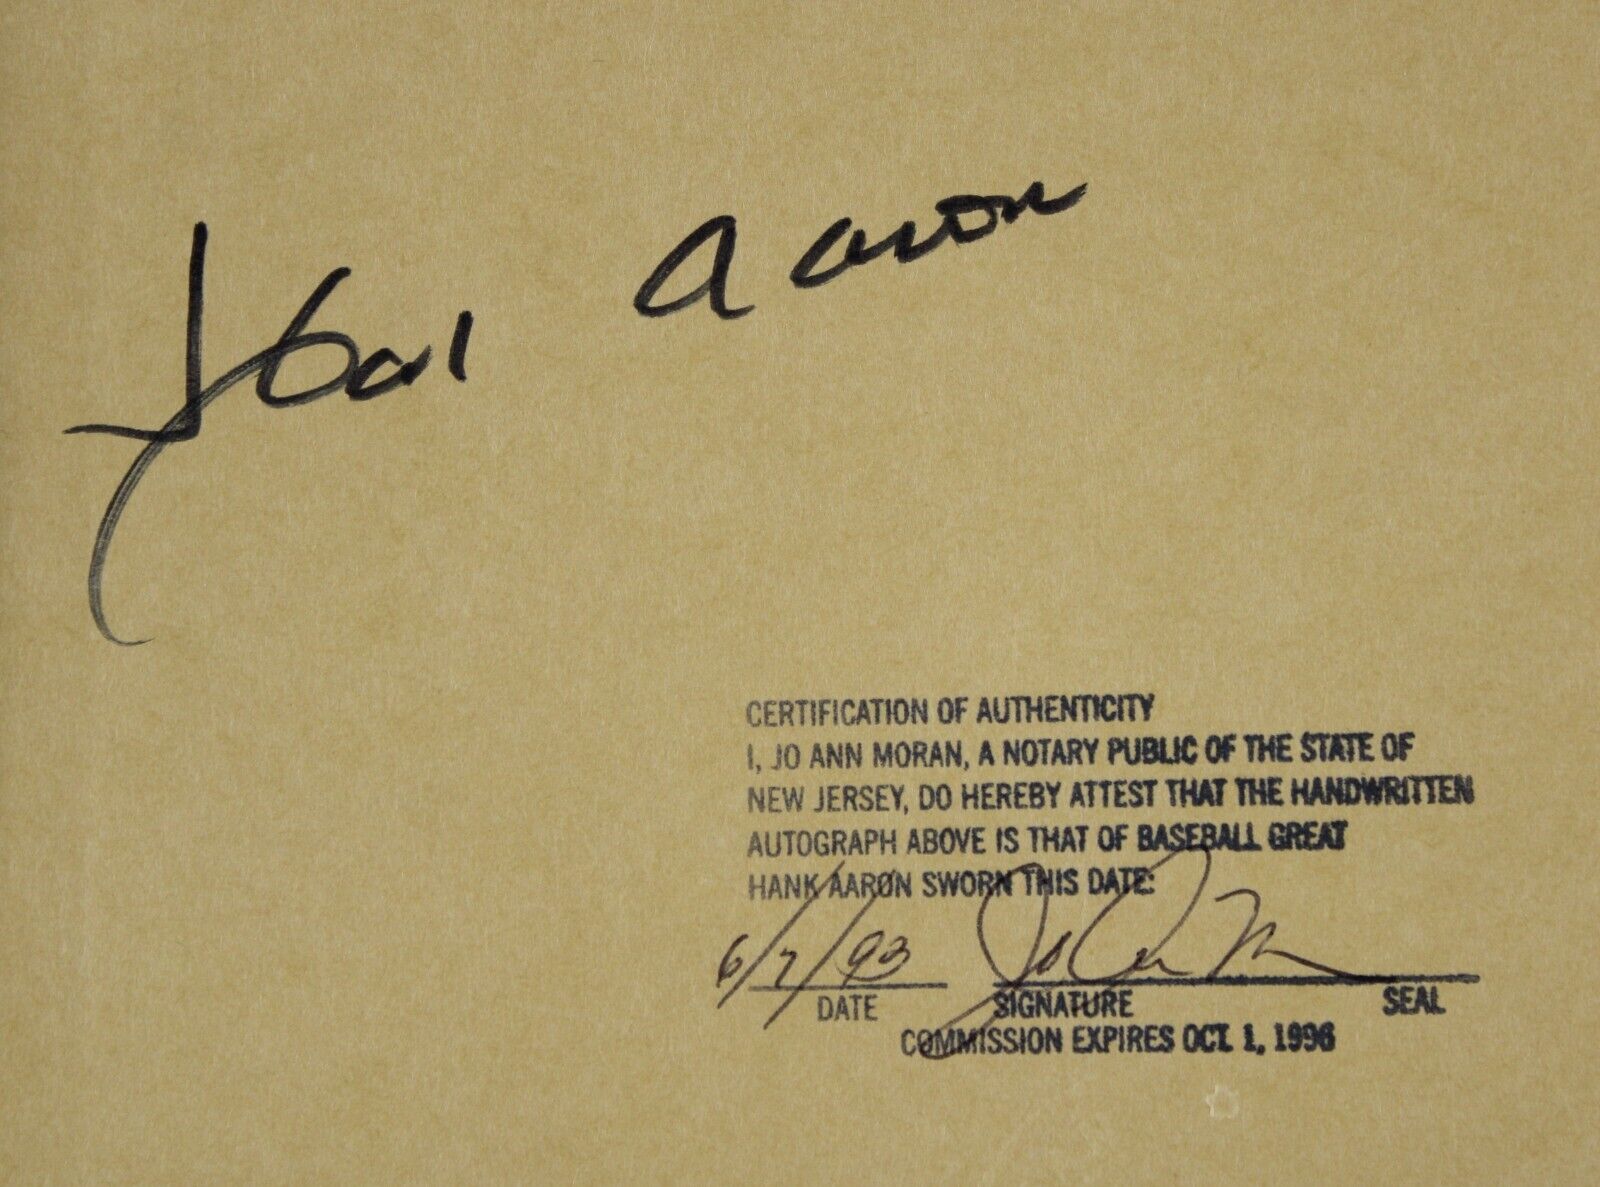 Hank Aaron
CERTIFICATION OF AUTHENTICITY
I, JO ANN MORAN, A NOTARY PUBLIC OF THE STATE OF
NEW JERSEY, DO HEREBY ATTEST THAT THE HANDWRITTEN
AUTOGRAPH ABOVE IS THAT OF BASEBALL GREAT
HANK AARON SWORN THIS DATE:
6/7/93 Jo Ann M
DATE SIGNATURE SEAL
COMMISSION EXPIRES OCT. 1, 1996